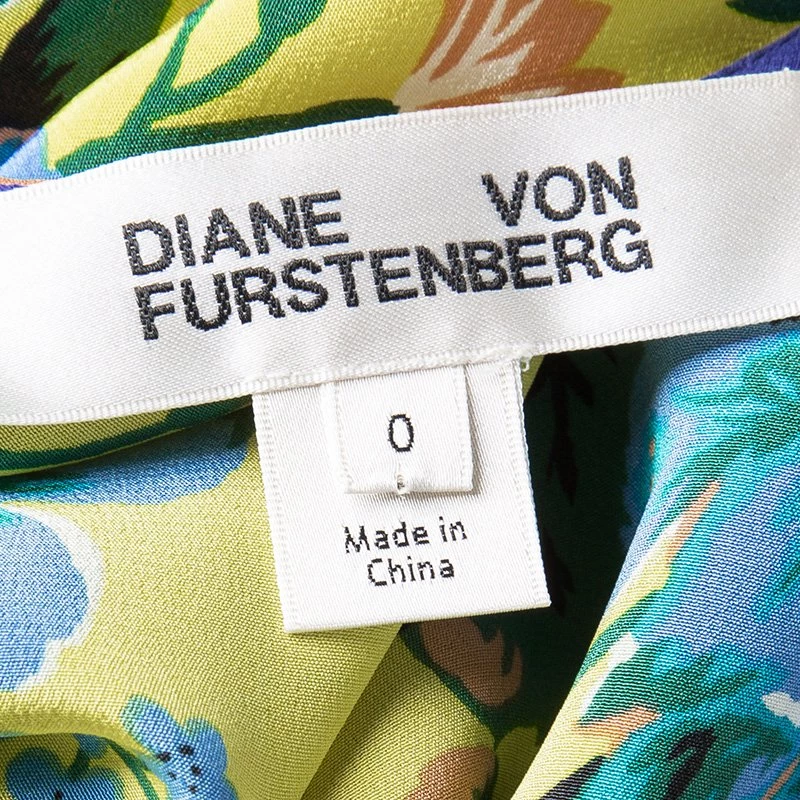 DIANE VON
FURSTENBERG
0
Made in
China